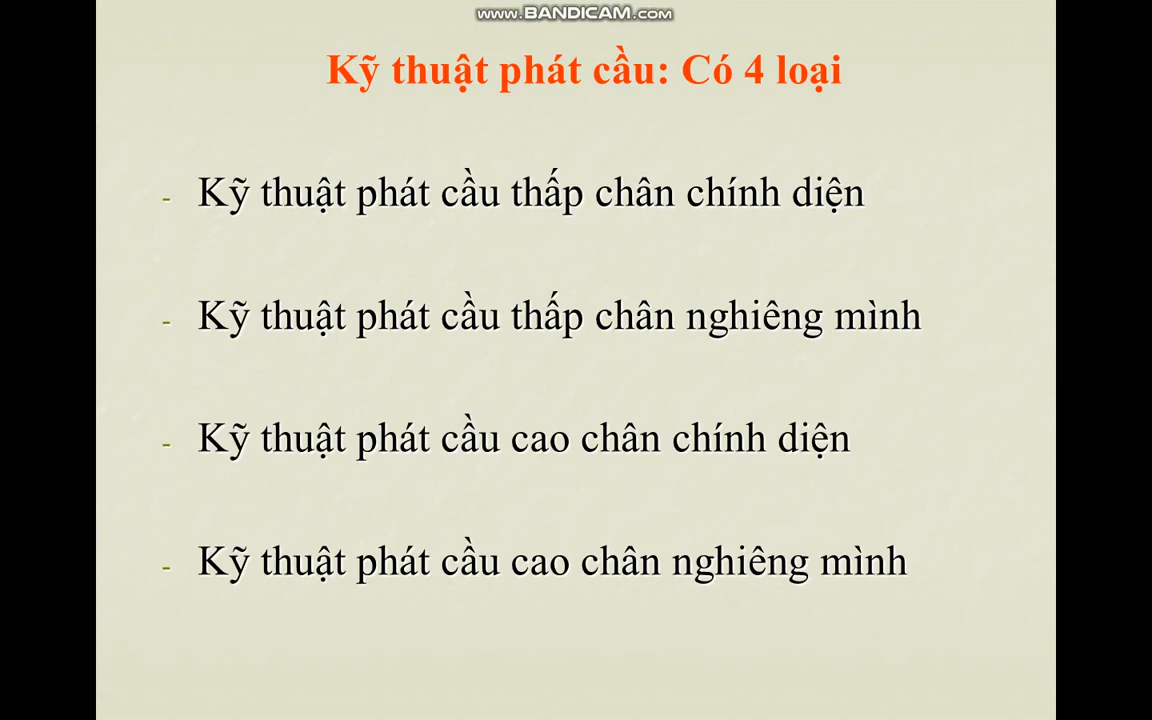 www.BANDICAM.com
Kỹ thuật phát cầu: Có 4 loại
- Kỹ thuật phát cầu thấp chân chính diện
- Kỹ thuật phát cầu thấp chân nghiêng mình
- Kỹ thuật phát cầu cao chân chính diện
- Kỹ thuật phát cầu cao chân nghiêng mình